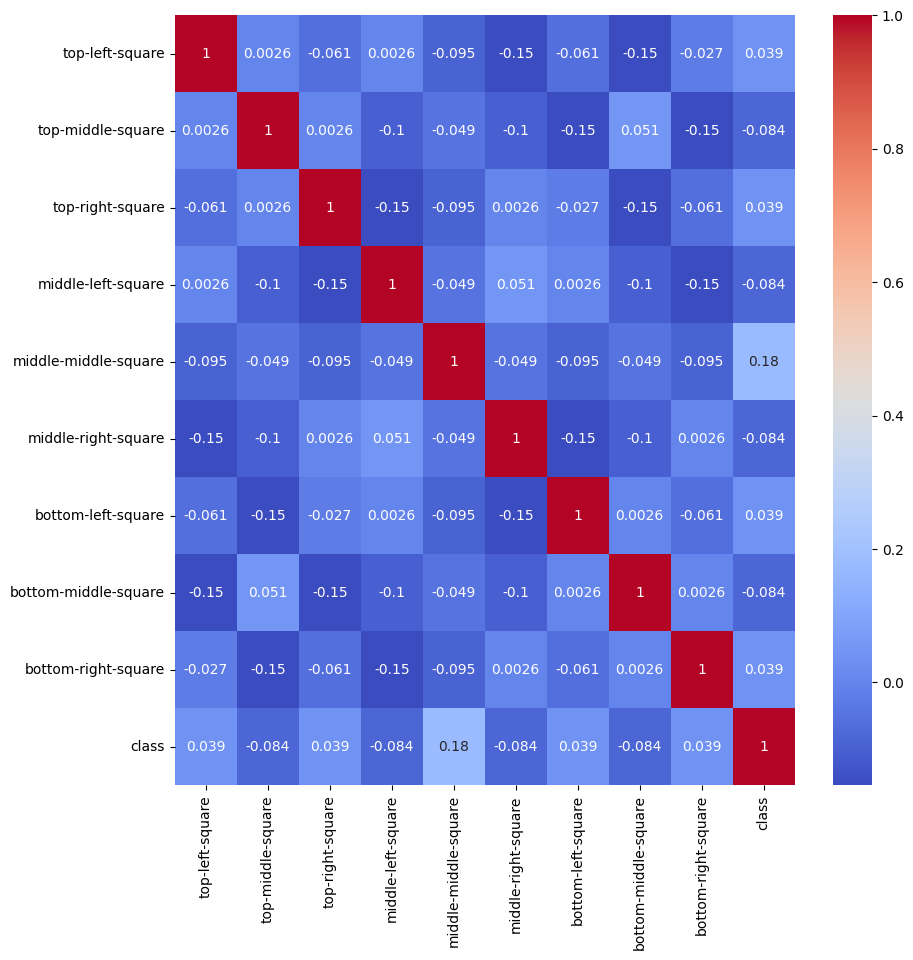 top-left-square 1 0.0026 -0.061 0.0026 -0.095 -0.15 -0.061 -0.15 -0.027 0.039
top-middle-square 0.0026 1 0.0026 -0.1 -0.049 -0.1 -0.15 0.051 -0.15 -0.084
top-right-square -0.061 0.0026 1 -0.15 -0.095 0.0026 -0.027 -0.15 -0.061 0.039
middle-left-square 0.0026 -0.1 -0.15 1 -0.049 0.051 0.0026 -0.1 -0.15 -0.084
middle-middle-square -0.095 -0.049 -0.095 -0.049 1 -0.049 -0.095 -0.049 -0.095 0.18
middle-right-square -0.15 -0.1 0.0026 0.051 -0.049 1 -0.15 -0.1 0.0026 -0.084
bottom-left-square -0.061 -0.15 -0.027 0.0026 -0.095 -0.15 1 0.0026 -0.061 0.039
bottom-middle-square -0.15 0.051 -0.15 -0.1 -0.049 -0.1 0.0026 1 0.0026 -0.084
bottom-right-square -0.027 -0.15 -0.061 -0.15 -0.095 0.0026 -0.061 0.0026 1 0.039
class 0.039 -0.084 0.039 -0.084 0.18 -0.084 0.039 -0.084 0.039 1
top-left-square
top-middle-square
top-right-square
middle-left-square
middle-middle-square
middle-right-square
bottom-left-square
bottom-middle-square
bottom-right-square
class
1.0
0.8
0.6
0.4
0.2
0.0